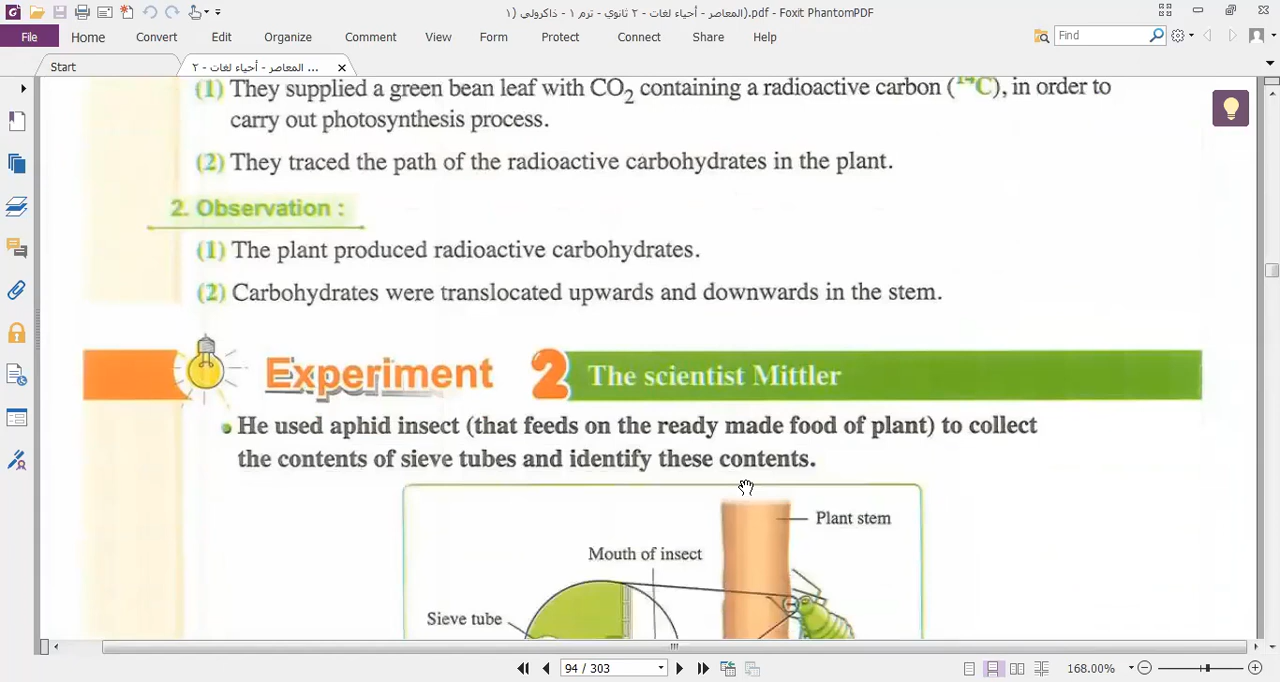 (١ المعاصر - أحياء لغات - ٢ ثانوي - ترم ١ - ذاكرولي).pdf - Foxit PhantomPDF
File Home Convert Edit Organize Comment View Form Protect Connect Share Help Find
Start المعاصر - أحياء لغات - ٢ ...
(1) They supplied a green bean leaf with CO2 containing a radioactive carbon (14C), in order to
carry out photosynthesis process.
(2) They traced the path of the radioactive carbohydrates in the plant.
2. Observation :
(1) The plant produced radioactive carbohydrates.
(2) Carbohydrates were translocated upwards and downwards in the stem.
Experiment 2 The scientist Mittler
• He used aphid insect (that feeds on the ready made food of plant) to collect
the contents of sieve tubes and identify these contents.
Plant stem
Mouth of insect
Sieve tube
94 / 303 168.00%